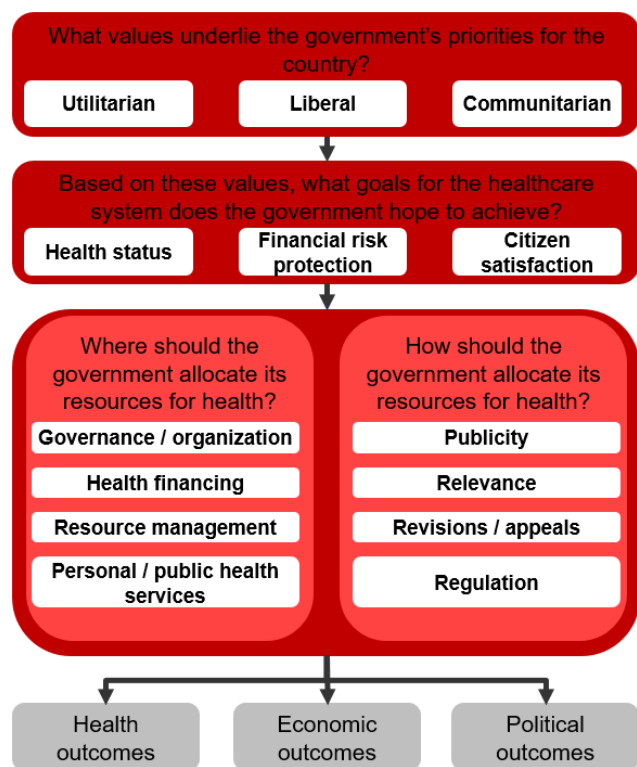 What values underlie the government's priorities for the
country?
Utilitarian
Liberal
Communitarian
Based on these values, what goals for the healthcare
system does the government hope to achieve?
Health status
Financial risk
protection
Citizen
satisfaction
Where should the
government allocate its
resources for health?
Governance / organization
Health financing
Resource management
Personal / public health
services
How should the
government allocate its
resources for health?
Publicity
Relevance
Revisions / appeals
Regulation
Health
outcomes
Economic
outcomes
Political
outcomes